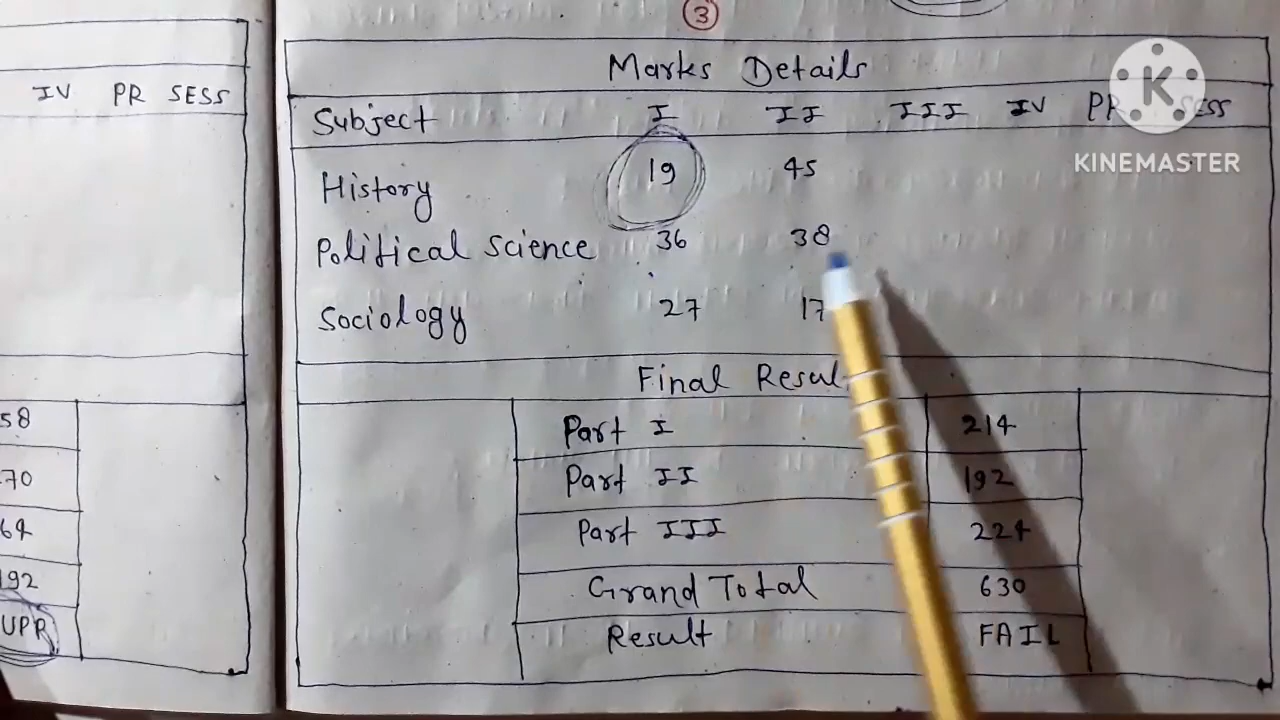 3
IV PR SESS
58
70
64
192
UPR
Marks Details
Subject I II III IV PR SESS
History 19 45
Political Science 36 38
Sociology 27 17
Final Resul
Part I 214
Part II 192
Part III 224
Grand Total 630
Result FAIL
K
KINEMASTER